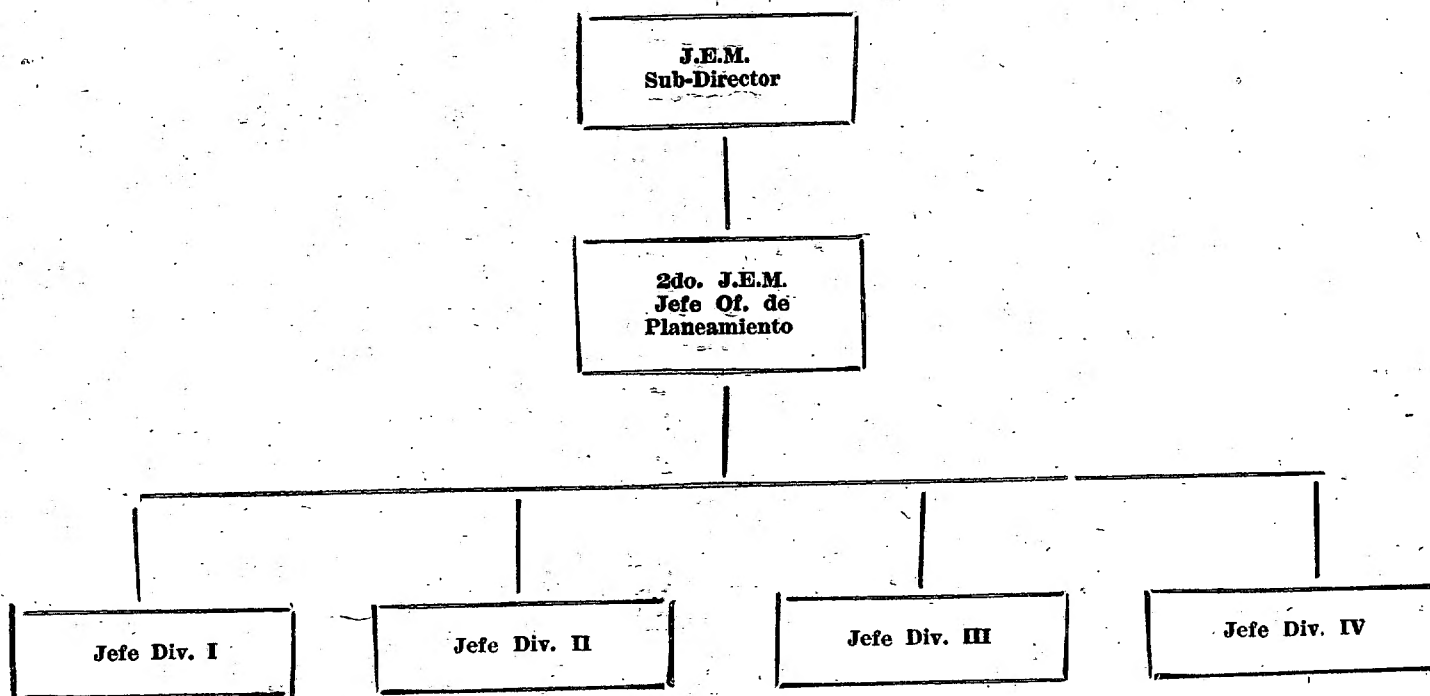 J.E.M.
Sub-Director
2do. J.E.M.
Jefe Of. de
Planeamiento
Jefe Div. I
Jefe Div. II
Jefe Div. III
Jefe Div. IV